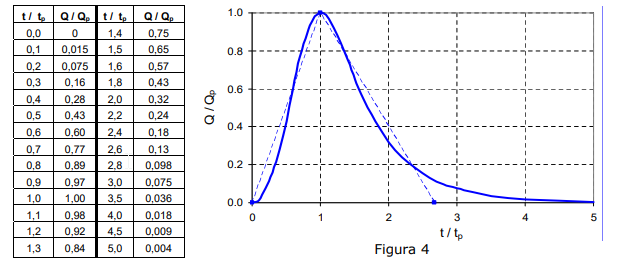 t / tₚ Q / Qₚ t / tₚ Q / Qₚ
0,0 0 1,4 0,75
0,1 0,015 1,5 0,65
0,2 0,075 1,6 0,57
0,3 0,16 1,8 0,43
0,4 0,28 2,0 0,32
0,5 0,43 2,2 0,24
0,6 0,60 2,4 0,18
0,7 0,77 2,6 0,13
0,8 0,89 2,8 0,098
0,9 0,97 3,0 0,075
1,0 1,00 3,5 0,036
1,1 0,98 4,0 0,018
1,2 0,92 4,5 0,009
1,3 0,84 5,0 0,004
1.0
0.8
0.6
0.4
0.2
0.0
Q / Qₚ
0 1 2 3 4 5
t / tₚ
Figura 4